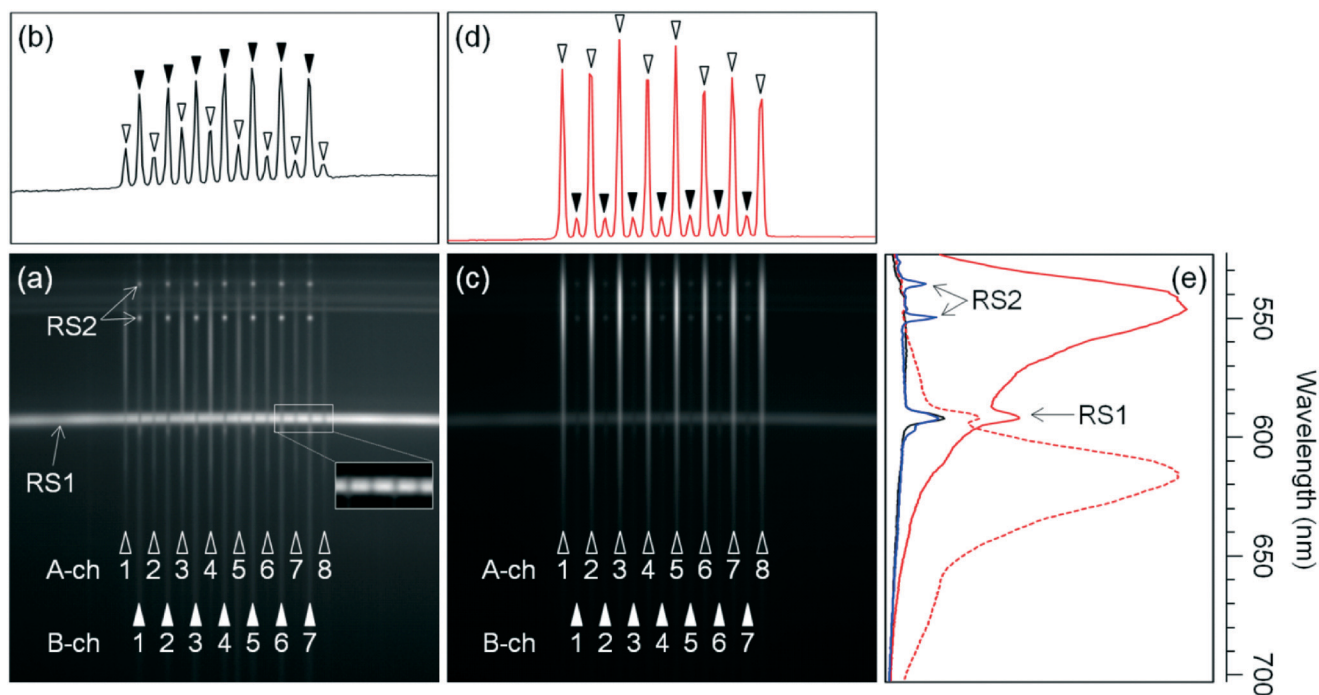 (b)
(d)
(a)
RS2
RS1
A-ch 1 2 3 4 5 6 7 8
B-ch 1 2 3 4 5 6 7
(c)
A-ch 1 2 3 4 5 6 7 8
B-ch 1 2 3 4 5 6 7
(e)
RS2
RS1
550
600
650
700
Wavelength (nm)